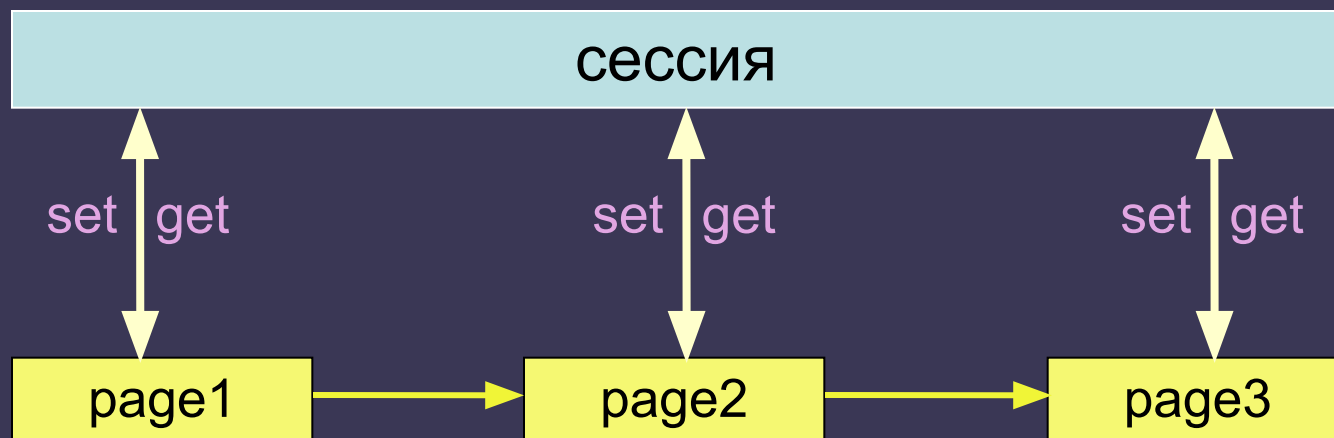 сессия
set get set get set get
page1 page2 page3